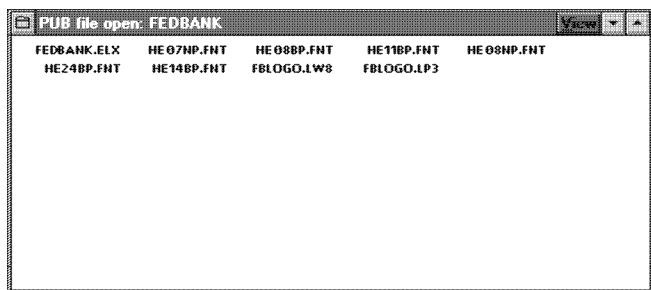 PUB file open: FEDBANK View
FEDBANK.ELX HE07NP.FNT HE08BP.FNT HE11BP.FNT HE08NP.FNT
HE24BP.FNT HE14BP.FNT FBLOGO.LW8 FBLOGO.LP3